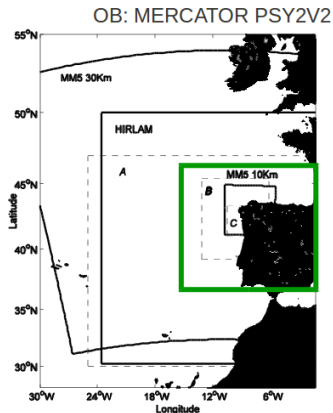 OB: MERCATOR PSY2V2
55°N
MM5 30Km
50°N
HIRLAM
A
MM5 10Km
45°N
B
C
Latitude
40°N
35°N
30°N
30°W
24°W
18°W
12°W
6°W
Longitude